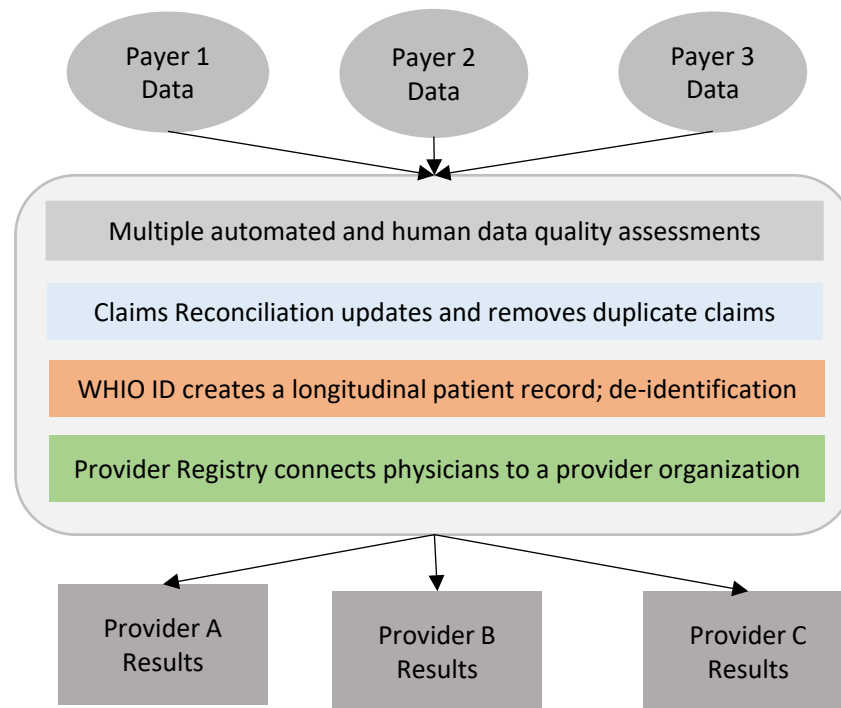 Payer 1
Data
Payer 2
Data
Payer 3
Data
Multiple automated and human data quality assessments
Claims Reconciliation updates and removes duplicate claims
WHIO ID creates a longitudinal patient record; de-identification
Provider Registry connects physicians to a provider organization
Provider A
Results
Provider B
Results
Provider C
Results